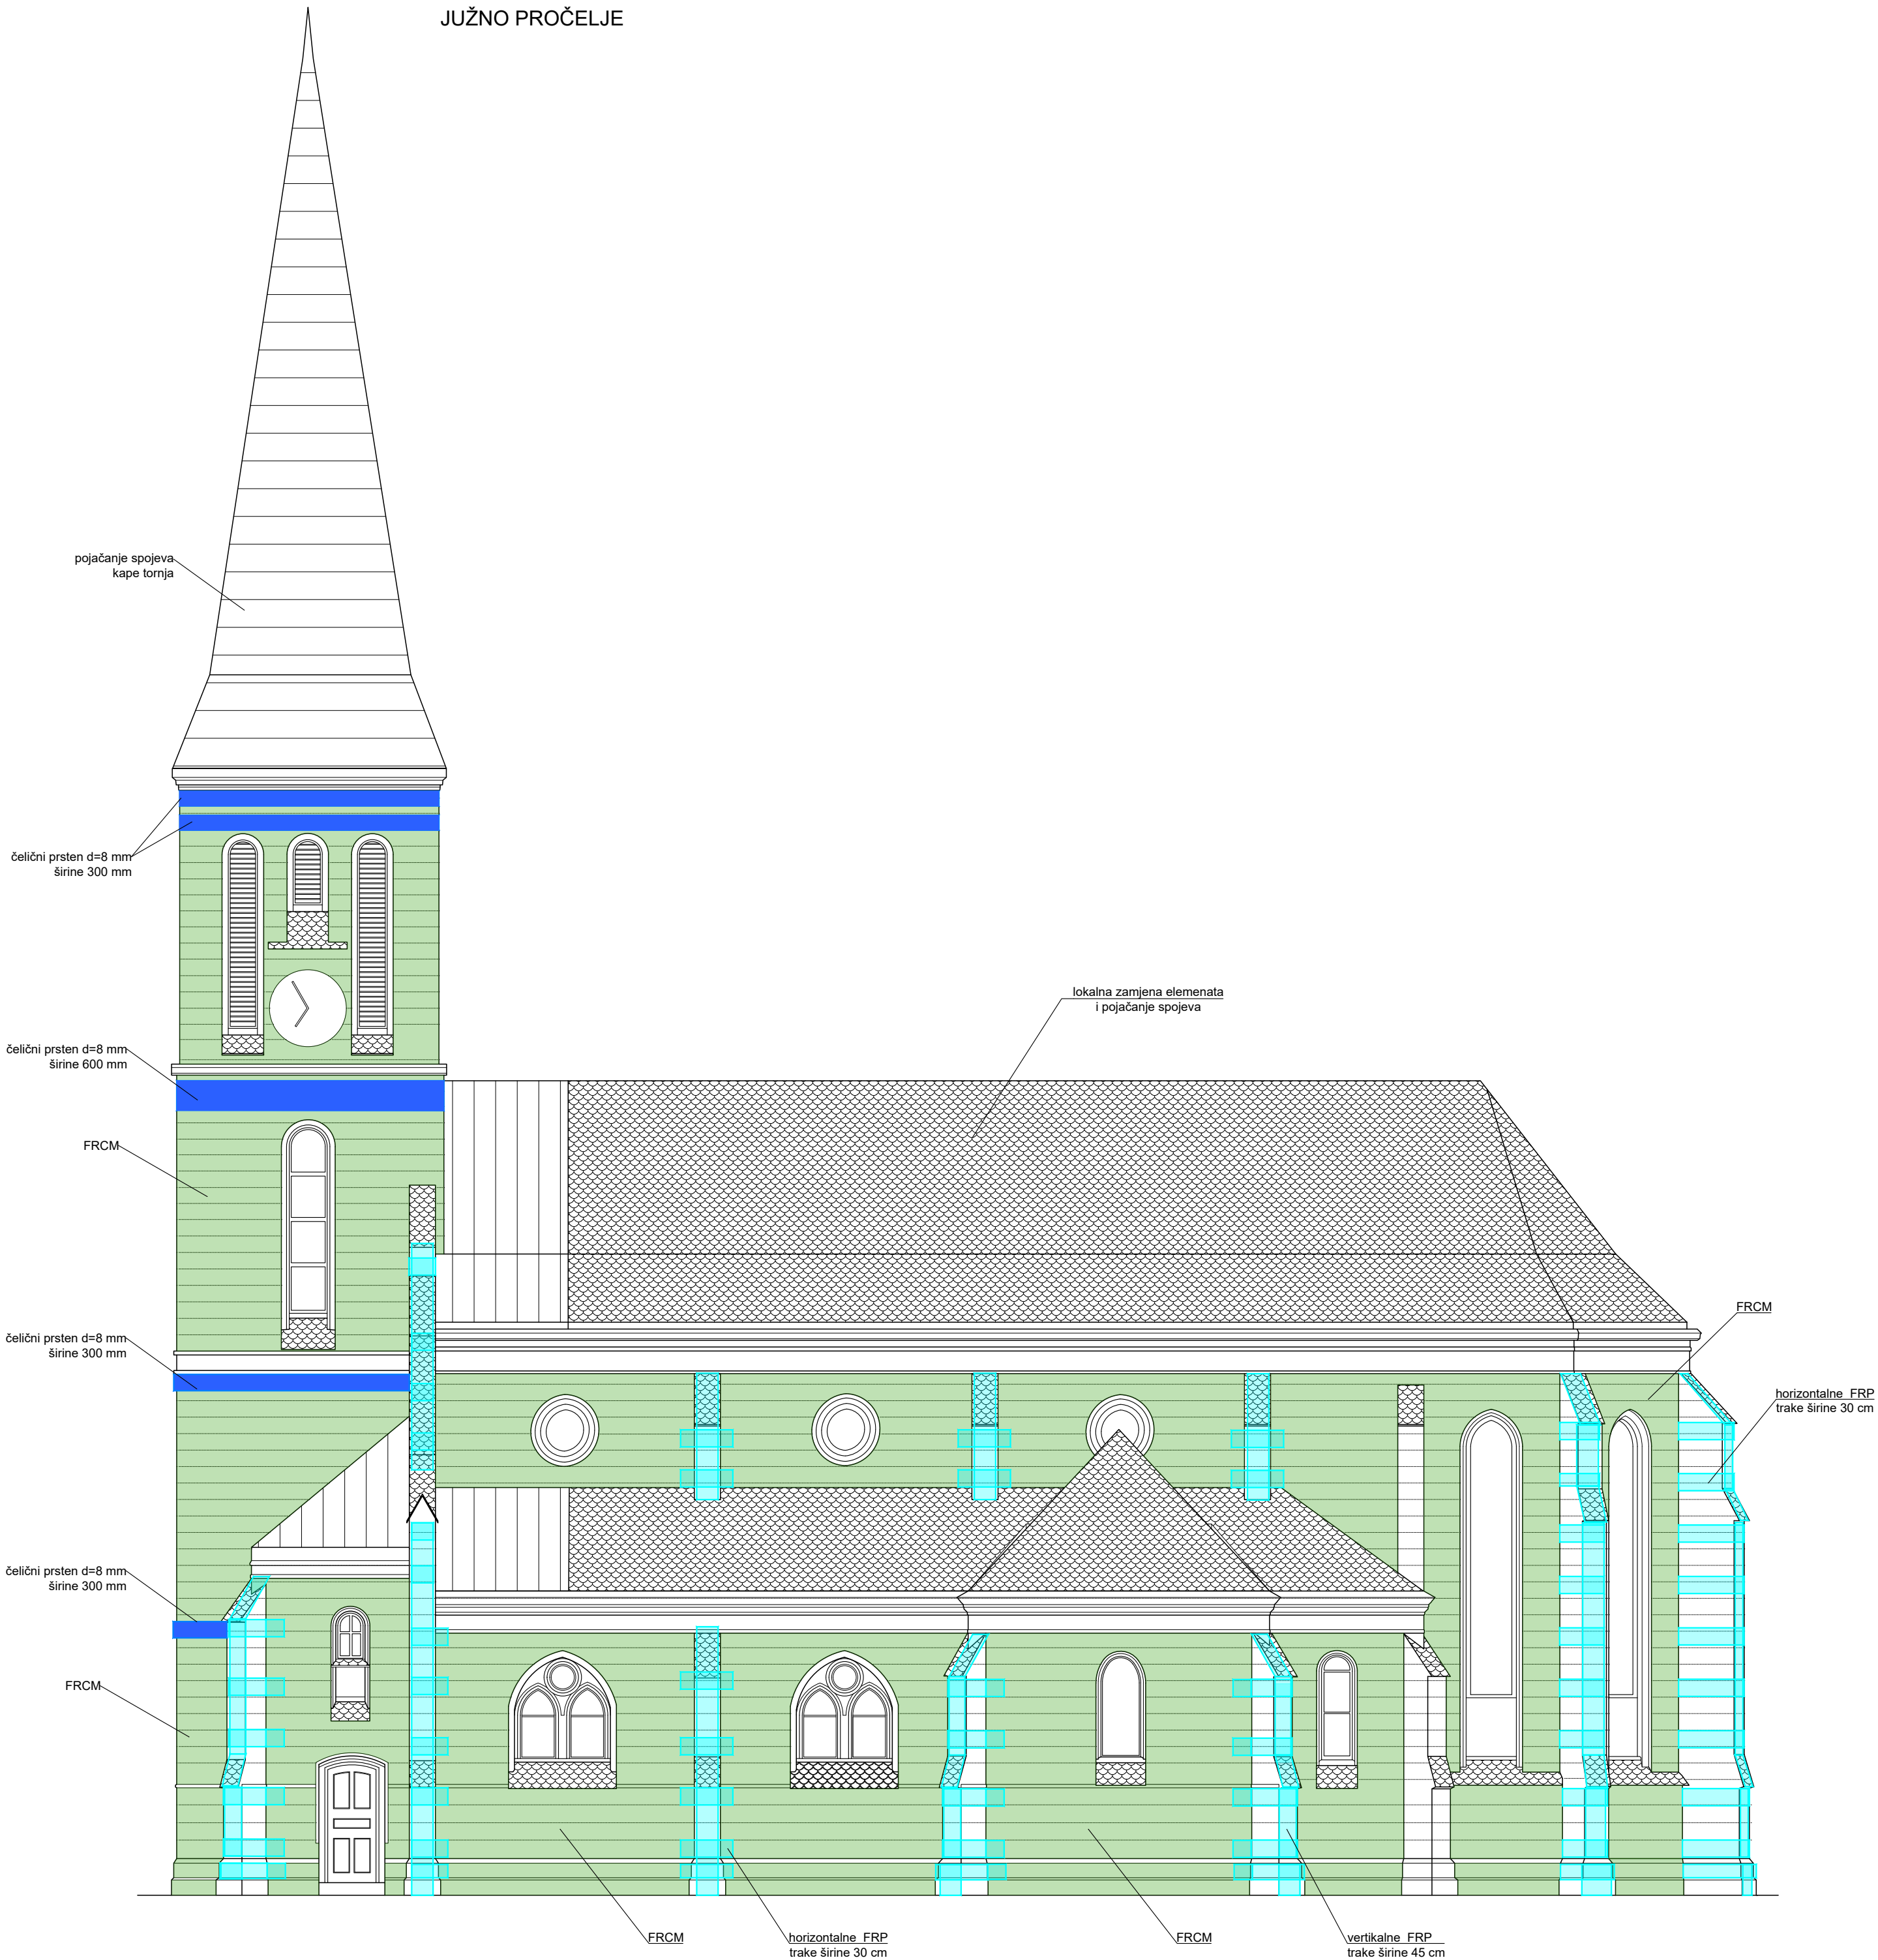 JUŽNO PROČELJE
pojačanje spojeva
kape tornja
čelični prsten d=8 mm
širine 300 mm
lokalna zamjena elemenata
i pojačanje spojeva
čelični prsten d=8 mm
širine 600 mm
FRCM
FRCM
čelični prsten d=8 mm
širine 300 mm
horizontalne FRP
trake širine 30 cm
čelični prsten d=8 mm
širine 300 mm
FRCM
FRCM
horizontalne FRP
trake širine 30 cm
FRCM
vertikalne FRP
trake širine 45 cm